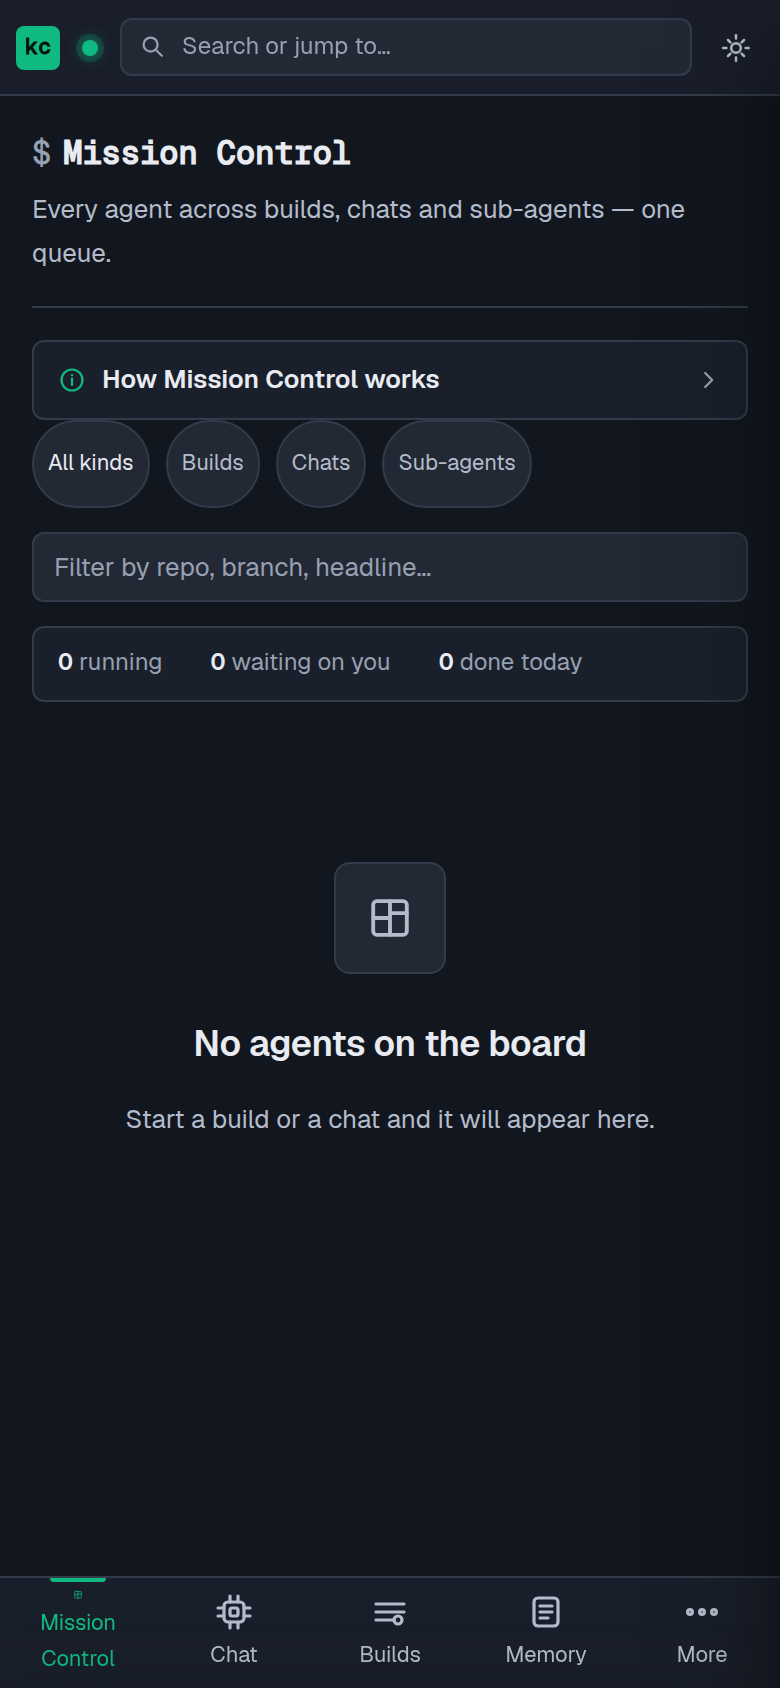 kc
Search or jump to...
$ Mission Control
Every agent across builds, chats and sub-agents — one
queue.
How Mission Control works
All kinds
Builds
Chats
Sub-agents
Filter by repo, branch, headline...
0 running 0 waiting on you 0 done today
No agents on the board
Start a build or a chat and it will appear here.
Mission
Control
Chat
Builds
Memory
More